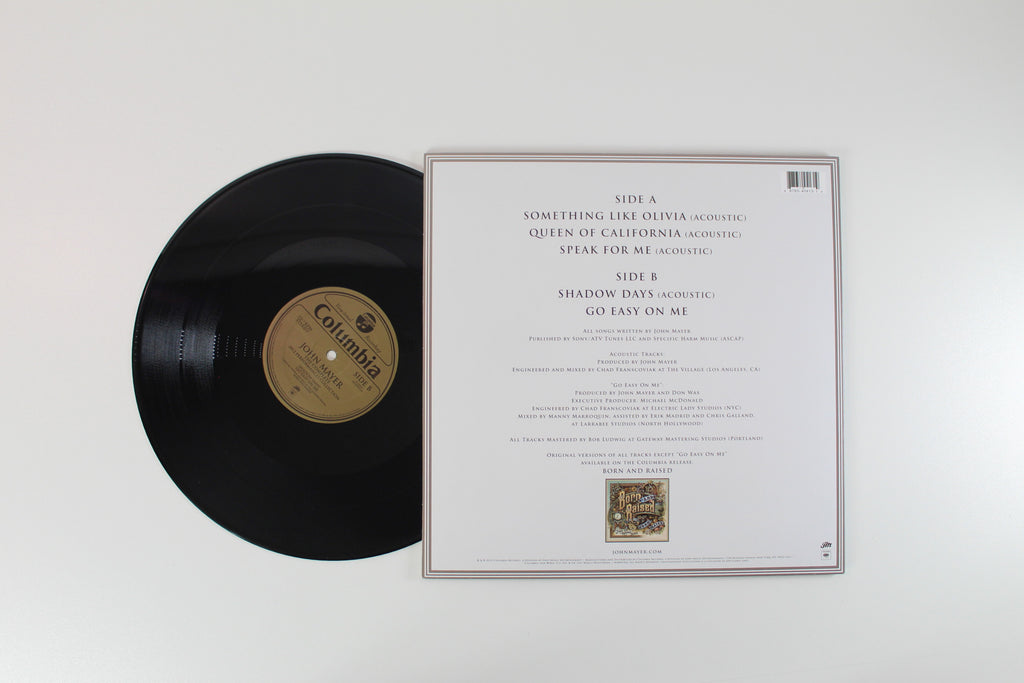 Columbia
JOHN MAYER
SIDE B
SIDE A
SOMETHING LIKE OLIVIA (ACOUSTIC)
QUEEN OF CALIFORNIA (ACOUSTIC)
SPEAK FOR ME (ACOUSTIC)
SIDE B
SHADOW DAYS (ACOUSTIC)
GO EASY ON ME
ALL SONGS WRITTEN BY JOHN MAYER
PUBLISHED BY SONY/ATV TUNES LLC AND SPECIFIC HARM MUSIC (ASCAP)
ACOUSTIC TRACKS:
PRODUCED BY JOHN MAYER
ENGINEERED AND MIXED BY CHAD FRANSCOVIAK AT THE VILLAGE (LOS ANGELES, CA)
"GO EASY ON ME":
PRODUCED BY JOHN MAYER AND DON WAS
EXECUTIVE PRODUCER: MICHAEL MCDONALD
ENGINEERED BY CHAD FRANSCOVIAK AT ELECTRIC LADY STUDIOS (NYC)
MIXED BY MANNY MARROQUIN, ASSISTED BY ERIK MADRID AND CHRIS GALLAND,
AT LARRABEE STUDIOS (NORTH HOLLYWOOD)
ALL TRACKS MASTERED BY BOB LUDWIG AT GATEWAY MASTERING STUDIOS (PORTLAND)
ORIGINAL VERSIONS OF ALL TRACKS EXCEPT "GO EASY ON ME"
AVAILABLE ON THE COLUMBIA RELEASE,
BORN AND RAISED
Born and
Raised
JOHNMAYER.COM